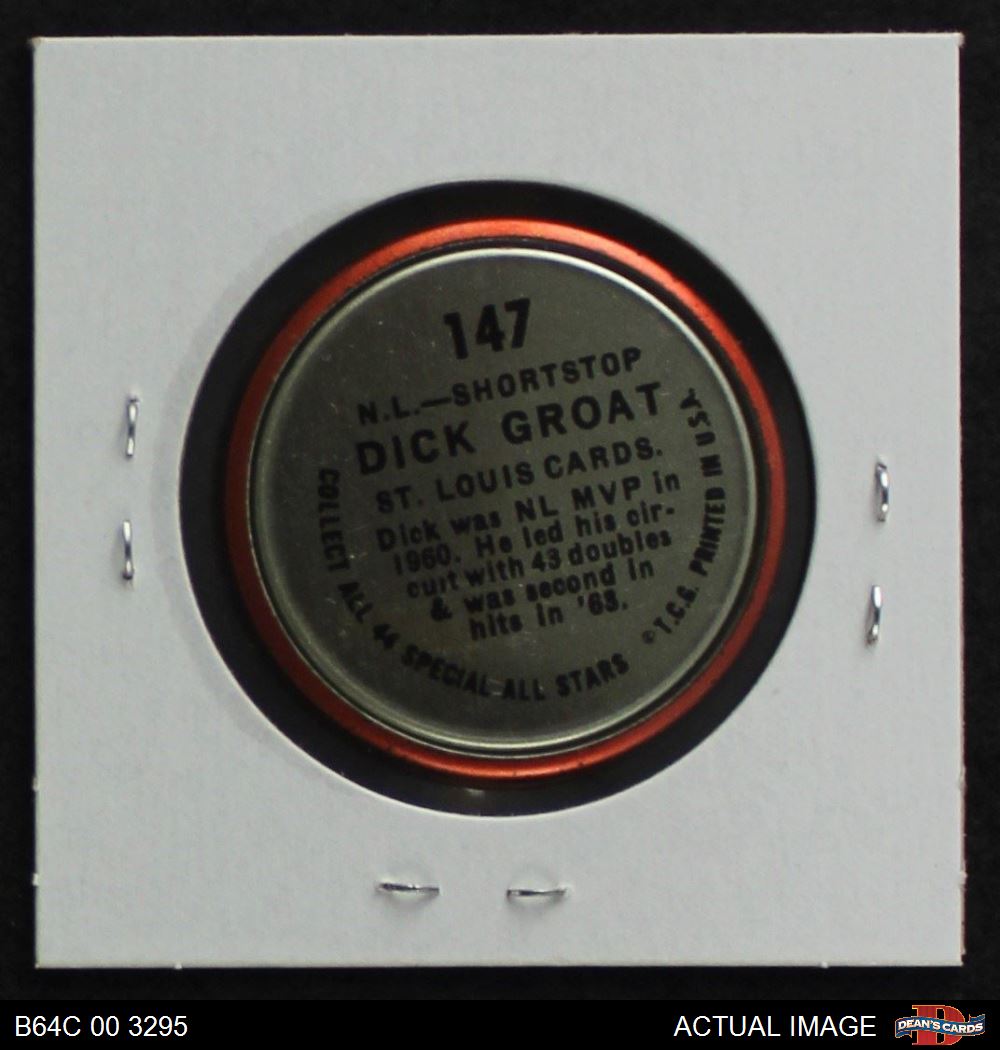 147
N.L.—SHORTSTOP
DICK GROAT
ST. LOUIS CARDS.
Dick was NL MVP in
1960. He led his cir-
cuit with 43 doubles
& was second in
hits in '63.
COLLECT ALL 44 SPECIAL ALL STARS
© T.C.G. PRINTED IN USA
B64C 00 3295
ACTUAL IMAGE
D
DEAN'S CARDS